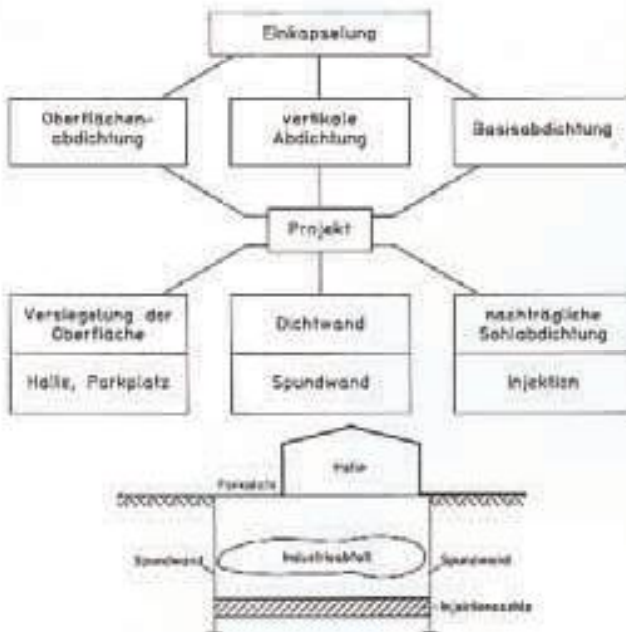 Einkapselung
Oberflächen-
abdichtung
vertikale
Abdichtung
Basisabdichtung
Projekt
Versiegelung der
Oberfläche
Dichtwand
nachträgliche
Sohlabdichtung
Halle, Parkplatz
Spundwand
Injektion
Halle
Parkplatz
Spundwand
Industrieabfall
Spundwand
Injektionssohle